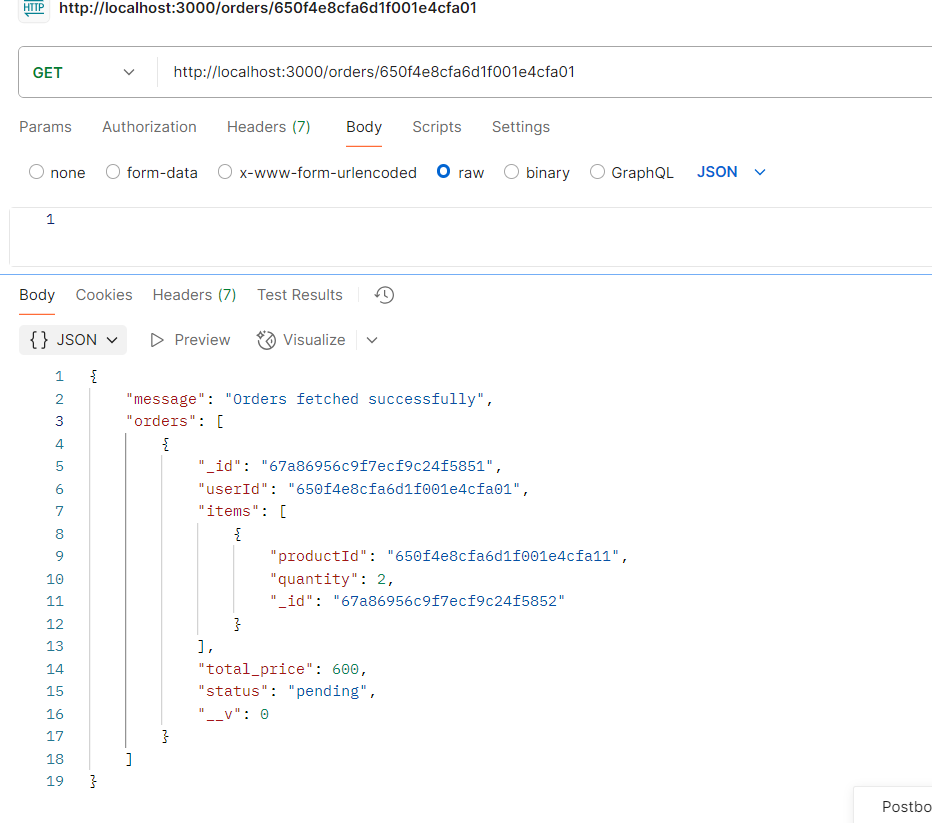 HTTP http://localhost:3000/orders/650f4e8cfa6d1f001e4cfa01
GET http://localhost:3000/orders/650f4e8cfa6d1f001e4cfa01
Params Authorization Headers (7) Body Scripts Settings
none form-data x-www-form-urlencoded raw binary GraphQL JSON
1
Body Cookies Headers (7) Test Results
{} JSON Preview Visualize
1 {
2 "message": "Orders fetched successfully",
3 "orders": [
4 {
5 "_id": "67a86956c9f7ecf9c24f5851",
6 "userId": "650f4e8cfa6d1f001e4cfa01",
7 "items": [
8 {
9 "productId": "650f4e8cfa6d1f001e4cfa11",
10 "quantity": 2,
11 "_id": "67a86956c9f7ecf9c24f5852"
12 }
13 ],
14 "total_price": 600,
15 "status": "pending",
16 "__v": 0
17 }
18 ]
19 }
Postbo